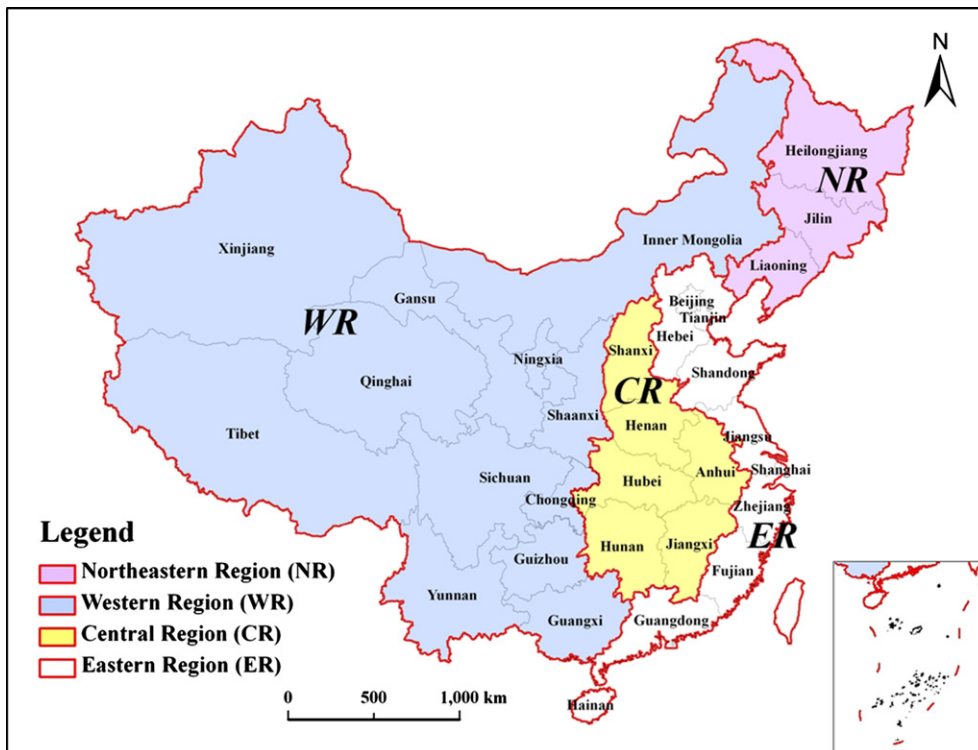 N
Heilongjiang
NR
Jilin
Inner Mongolia
Liaoning
Xinjiang
Gansu
WR
Beijing
Tianjin
Hebei
Shanxi
Ningxia
Qinghai
Shandong
CR
Shaanxi
Henan
Jiangsu
Tibet
Sichuan
Hubei
Anhui
Shanghai
Chongqing
Zhejiang
ER
Hunan
Jiangxi
Guizhou
Fujian
Yunnan
Guangxi
Guangdong
Hainan
Legend
Northeastern Region (NR)
Western Region (WR)
Central Region (CR)
Eastern Region (ER)
0 500 1,000 km